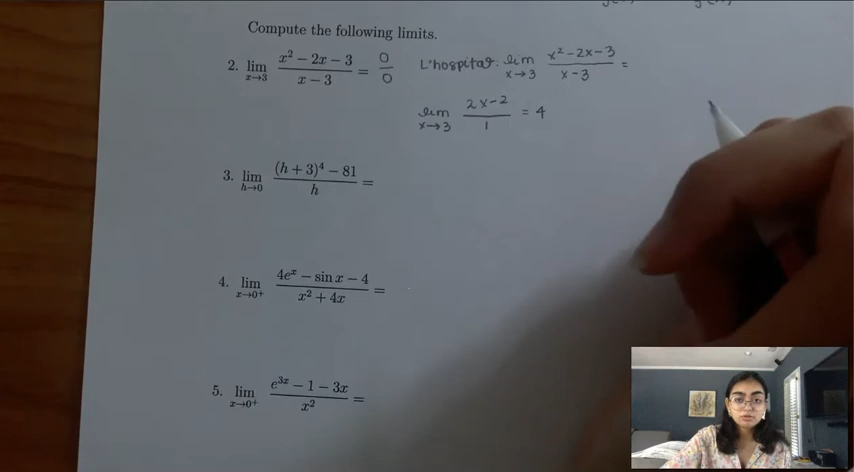 Compute the following limits.
2. lim x→3 (x² − 2x − 3)/(x − 3) = 0/0 L'hospital: lim x→3 (x²−2x−3)/(x−3) =
lim x→3 (2x−2)/1 = 4
3. lim h→0 ((h + 3)⁴ − 81)/h =
4. lim x→0⁺ (4eˣ − sin x − 4)/(x² + 4x) =
5. lim x→0⁺ (e³ˣ − 1 − 3x)/x² =